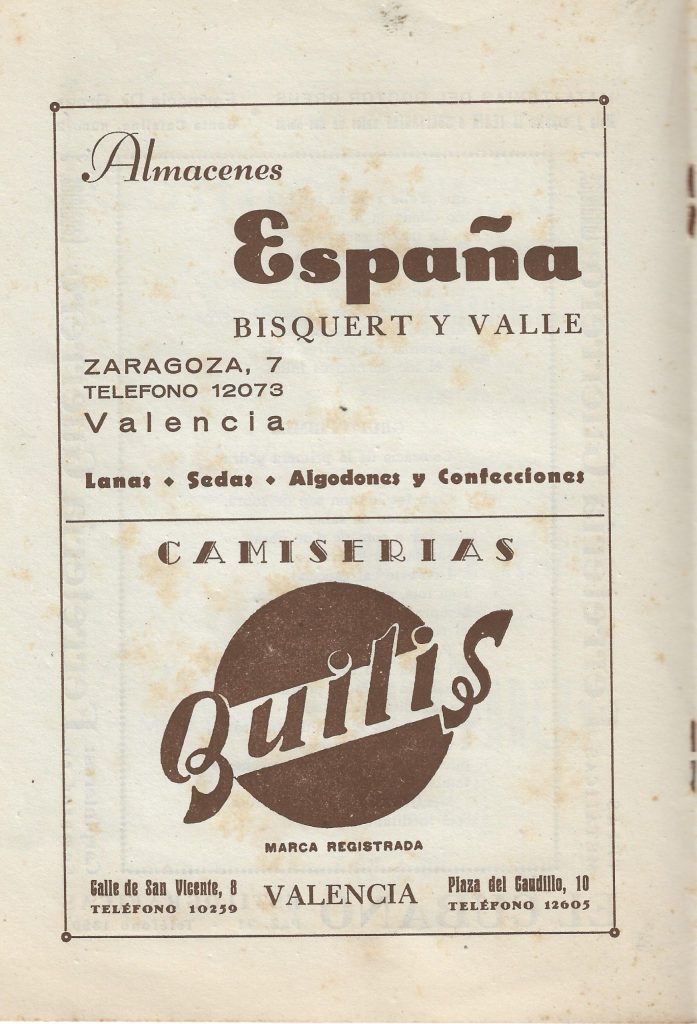 Almacenes
España
BISQUERT Y VALLE
ZARAGOZA, 7
TELEFONO 12073
Valencia
Lanas • Sedas • Algodones y Confecciones
CAMISERIAS
Quilis
MARCA REGISTRADA
Calle de San Vicente, 8
TELÉFONO 10259
VALENCIA
Plaza del Caudillo, 10
TELÉFONO 12605